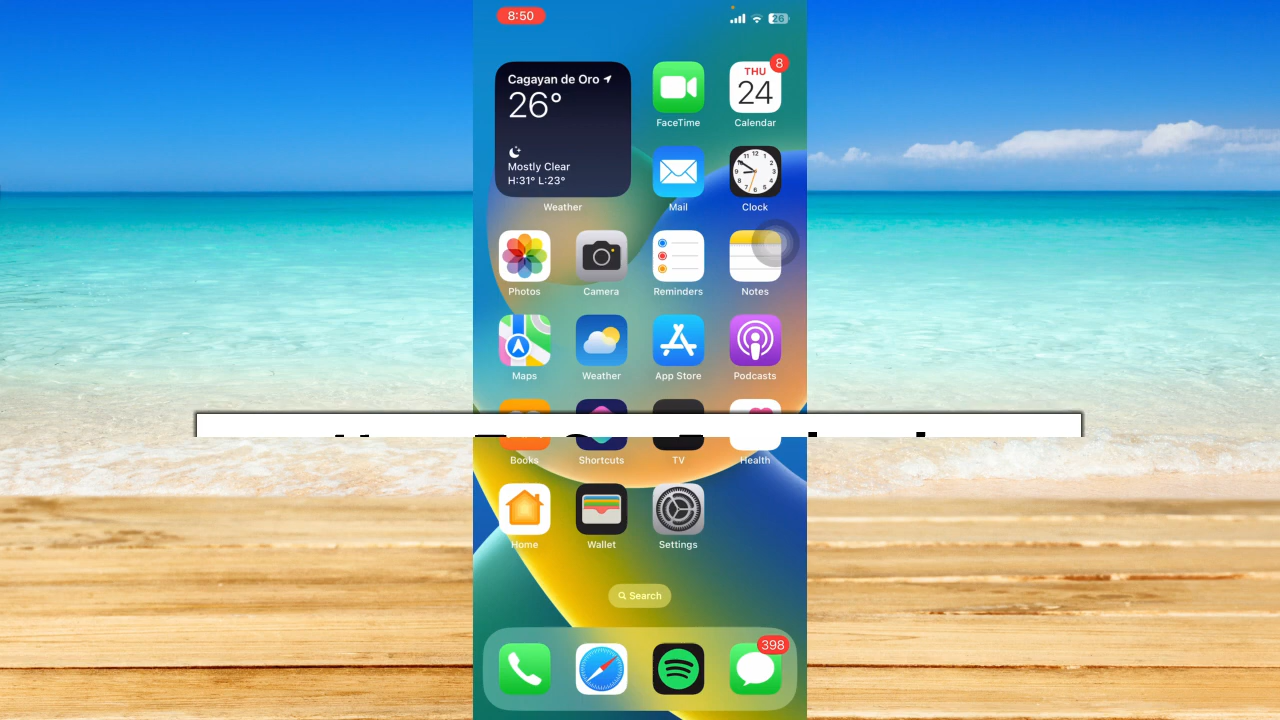 8:50
26
Cagayan de Oro
26°
Mostly Clear
H:31° L:23°
Weather
FaceTime
8
THU
24
Calendar
Mail
Clock
Photos
Camera
Reminders
Notes
Maps
Weather
App Store
Podcasts
Books
Shortcuts
TV
Health
Home
Wallet
Settings
Search
398